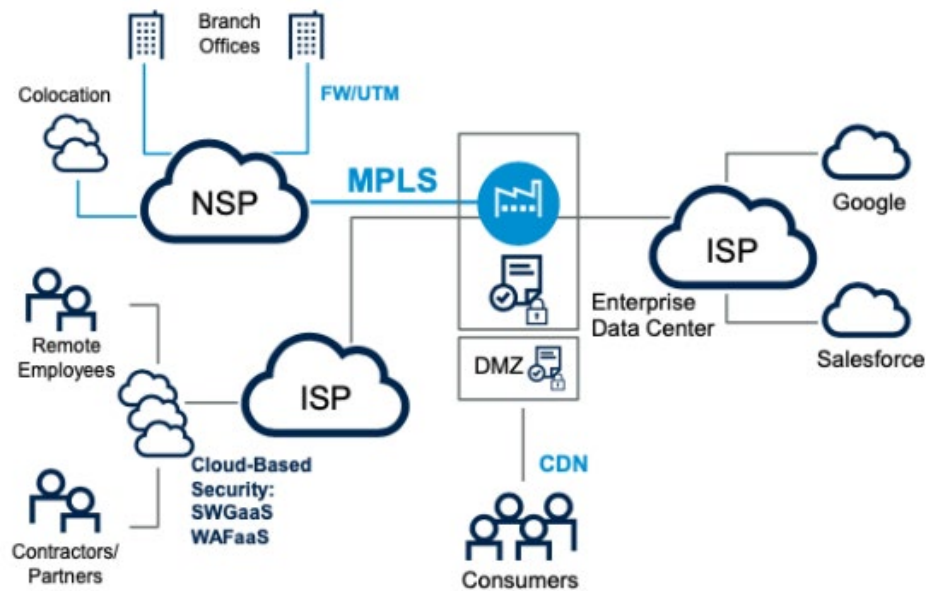 Branch
Offices
Colocation
FW/UTM
NSP
MPLS
Google
ISP
Enterprise
Data Center
Salesforce
Remote
Employees
ISP
DMZ
Cloud-Based
Security:
SWGaaS
WAFaaS
CDN
Contractors/
Partners
Consumers